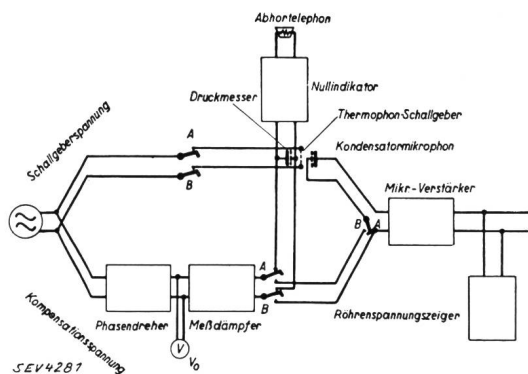 Abhörtelephon
Nullindikator
Druckmesser
Thermophon-Schallgeber
Kondensatormikrophon
Schallgeberspannung
A
B
Mikr.-Verstärker
B A
A
B
Phasendreher
Meßdämpfer
Röhrenspannungszeiger
V
V₀
Kompensationsspannung
SEV4281